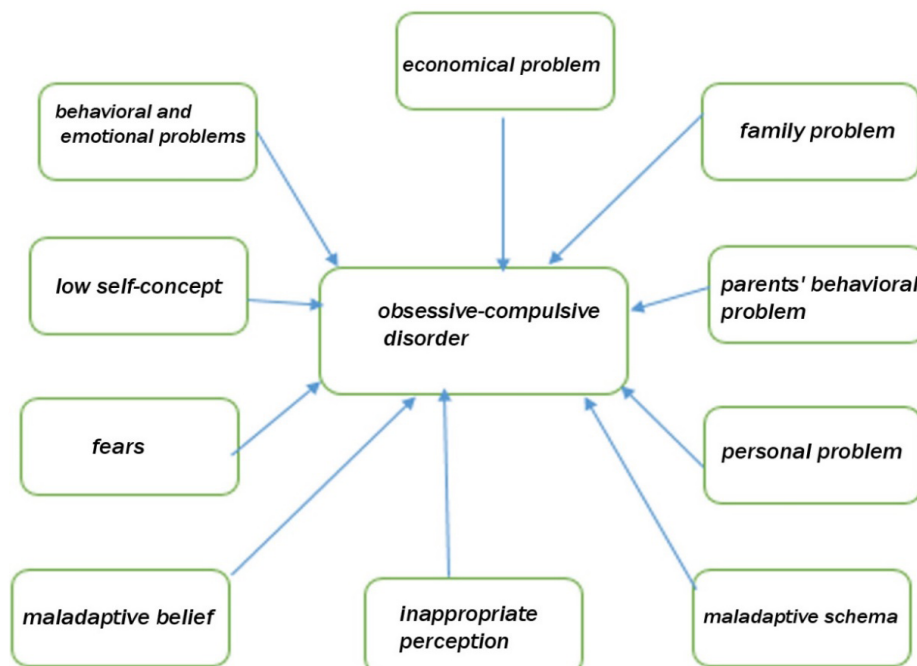 economical problem
behavioral and
emotional problems
family problem
low self-concept
parents' behavioral
problem
obsessive-compulsive
disorder
fears
personal problem
maladaptive belief
inappropriate
perception
maladaptive schema